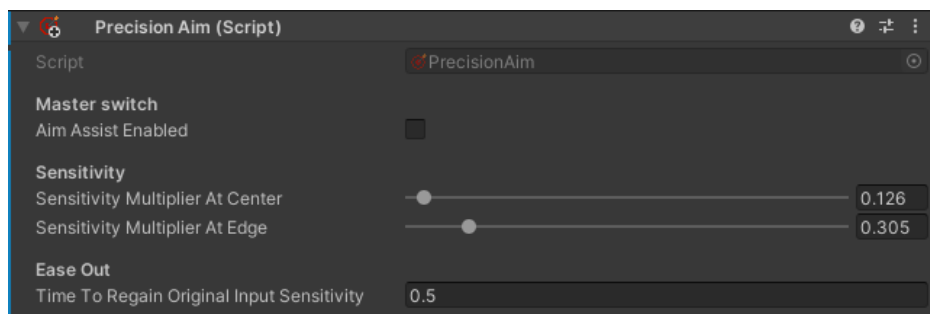 Precision Aim (Script)
Script PrecisionAim
Master switch
Aim Assist Enabled
Sensitivity
Sensitivity Multiplier At Center 0.126
Sensitivity Multiplier At Edge 0.305
Ease Out
Time To Regain Original Input Sensitivity 0.5